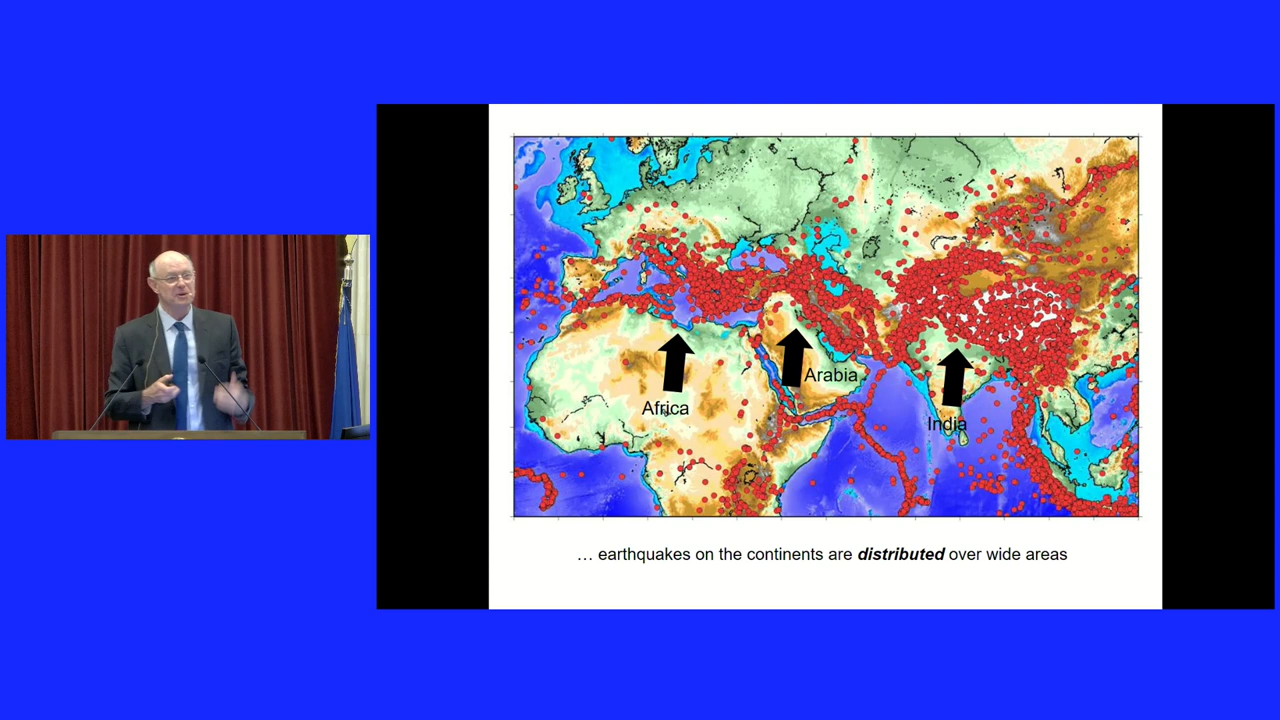 Arabia
Africa
India
… earthquakes on the continents are distributed over wide areas